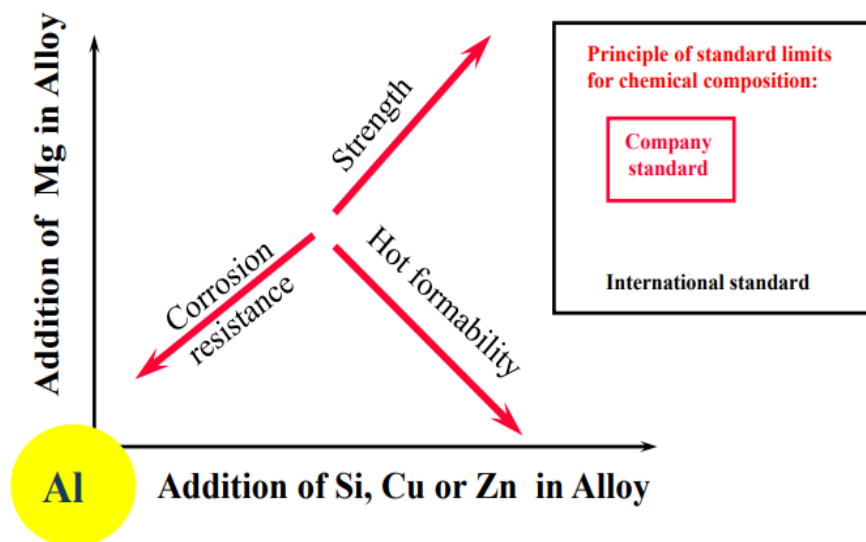 Addition of Mg in Alloy
Strength
Corrosion
resistance
Hot formability
Al
Addition of Si, Cu or Zn in Alloy
Principle of standard limits
for chemical composition:
Company
standard
International standard